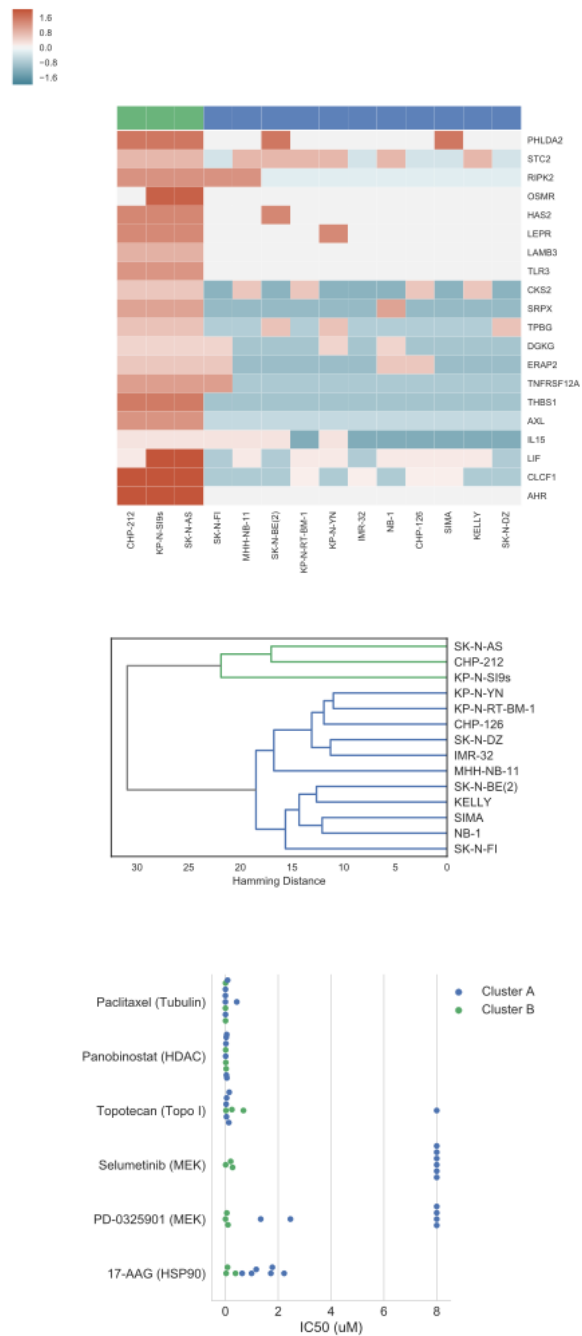 1.6
0.8
0.0
−0.8
−1.6
PHLDA2
STC2
RIPK2
OSMR
HAS2
LEPR
LAMB3
TLR3
CKS2
SRPX
TPBG
DGKG
ERAP2
TNFRSF12A
THBS1
AXL
IL15
LIF
CLCF1
AHR
CHP-212
KP-N-SI9s
SK-N-AS
SK-N-FI
MHH-NB-11
SK-N-BE(2)
KP-N-RT-BM-1
KP-N-YN
IMR-32
NB-1
CHP-126
SIMA
KELLY
SK-N-DZ
SK-N-AS
CHP-212
KP-N-SI9s
KP-N-YN
KP-N-RT-BM-1
CHP-126
SK-N-DZ
IMR-32
MHH-NB-11
SK-N-BE(2)
KELLY
SIMA
NB-1
SK-N-FI
30 25 20 15 10 5 0
Hamming Distance
Cluster A
Cluster B
Paclitaxel (Tubulin)
Panobinostat (HDAC)
Topotecan (Topo I)
Selumetinib (MEK)
PD-0325901 (MEK)
17-AAG (HSP90)
0 2 4 6 8
IC50 (uM)